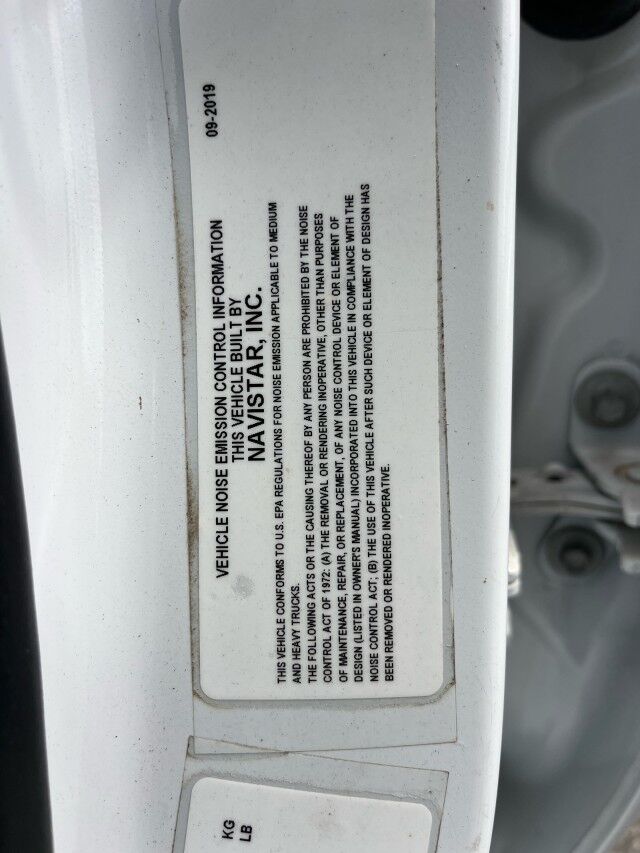 09-2019
VEHICLE NOISE EMISSION CONTROL INFORMATION
THIS VEHICLE BUILT BY
NAVISTAR, INC.
THIS VEHICLE CONFORMS TO U.S. EPA REGULATIONS FOR NOISE EMISSION APPLICABLE TO MEDIUM
AND HEAVY TRUCKS.
THE FOLLOWING ACTS OR THE CAUSING THEREOF BY ANY PERSON ARE PROHIBITED BY THE NOISE
CONTROL ACT OF 1972: (A) THE REMOVAL OR RENDERING INOPERATIVE, OTHER THAN PURPOSES
OF MAINTENANCE, REPAIR, OR REPLACEMENT, OF ANY NOISE CONTROL DEVICE OR ELEMENT OF
DESIGN (LISTED IN OWNER'S MANUAL) INCORPORATED INTO THIS VEHICLE IN COMPLIANCE WITH THE
NOISE CONTROL ACT; (B) THE USE OF THIS VEHICLE AFTER SUCH DEVICE OR ELEMENT OF DESIGN HAS
BEEN REMOVED OR RENDERED INOPERATIVE.
KG
LB